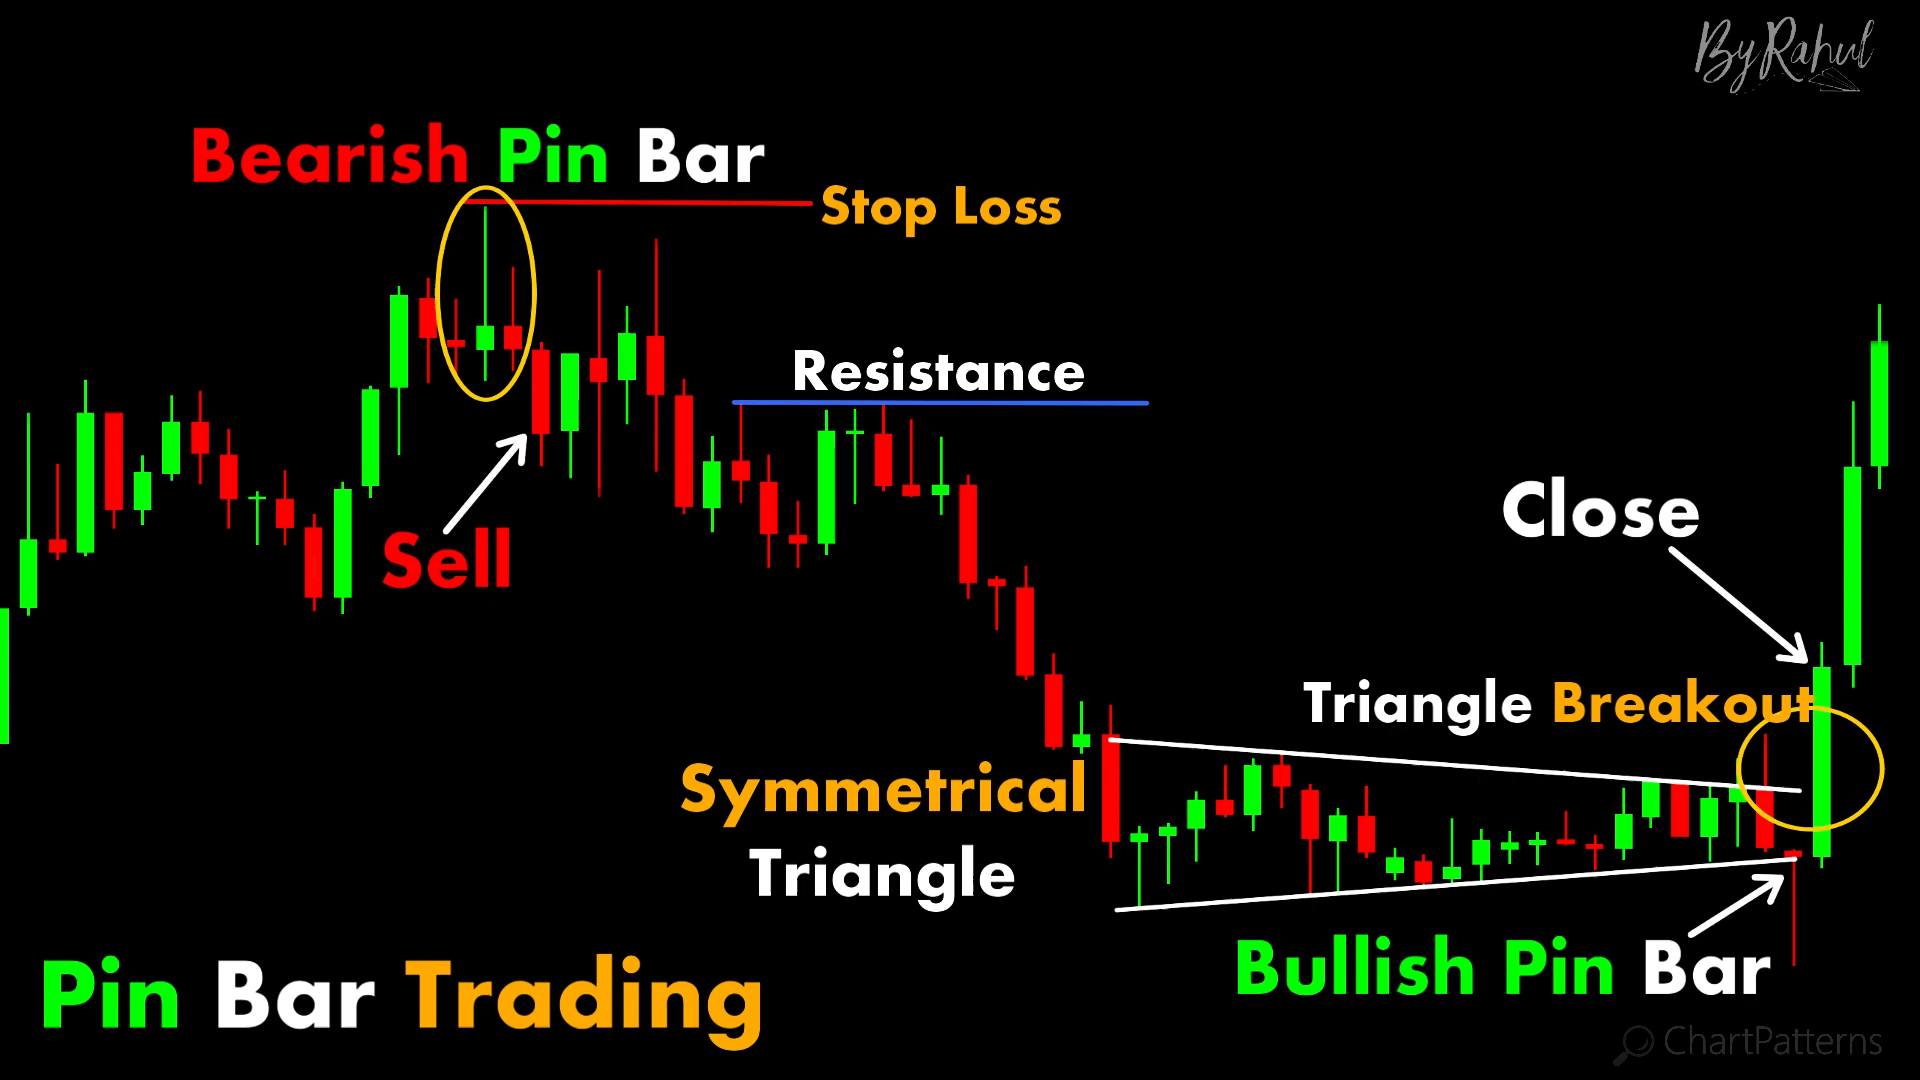 ByRahul
Bearish Pin Bar
Stop Loss
Resistance
Sell
Close
Triangle Breakout
Symmetrical
Triangle
Bullish Pin Bar
Pin Bar Trading
ChartPatterns